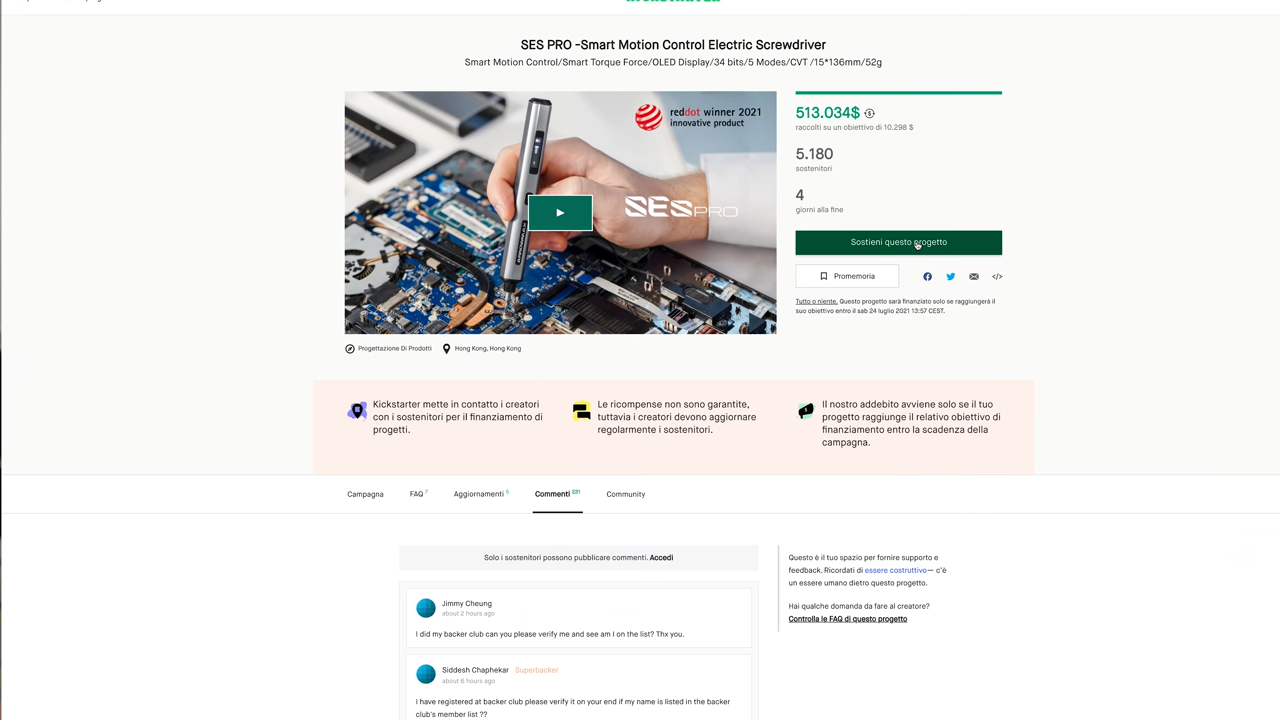 SES PRO -Smart Motion Control Electric Screwdriver
Smart Motion Control/Smart Torque Force/OLED Display/34 bits/5 Modes/CVT /15*136mm/52g
reddot winner 2021
innovative product
SES PRO
513.034$
raccolti su un obiettivo di 10.298 $
5.180
sostenitori
4
giorni alla fine
Sostieni questo progetto
Promemoria
</>
Tutto o niente. Questo progetto sarà finanziato solo se raggiungerà il
suo obiettivo entro il sab 24 luglio 2021 13:57 CEST.
Progettazione Di Prodotti
Hong Kong, Hong Kong
Kickstarter mette in contatto i creatori
con i sostenitori per il finanziamento di
progetti.
Le ricompense non sono garantite,
tuttavia i creatori devono aggiornare
regolarmente i sostenitori.
Il nostro addebito avviene solo se il tuo
progetto raggiunge il relativo obiettivo di
finanziamento entro la scadenza della
campagna.
Campagna
FAQ 7
Aggiornamenti 5
Commenti 231
Community
Solo i sostenitori possono pubblicare commenti. Accedi
Jimmy Cheung
about 2 hours ago
I did my backer club can you please verify me and see am I on the list? Thx you.
Siddesh Chaphekar Superbacker
about 6 hours ago
I have registered at backer club please verify it on your end if my name is listed in the backer
club's member list ??
Questo è il tuo spazio per fornire supporto e
feedback. Ricordati di essere costruttivo— c'è
un essere umano dietro questo progetto.
Hai qualche domanda da fare al creatore?
Controlla le FAQ di questo progetto